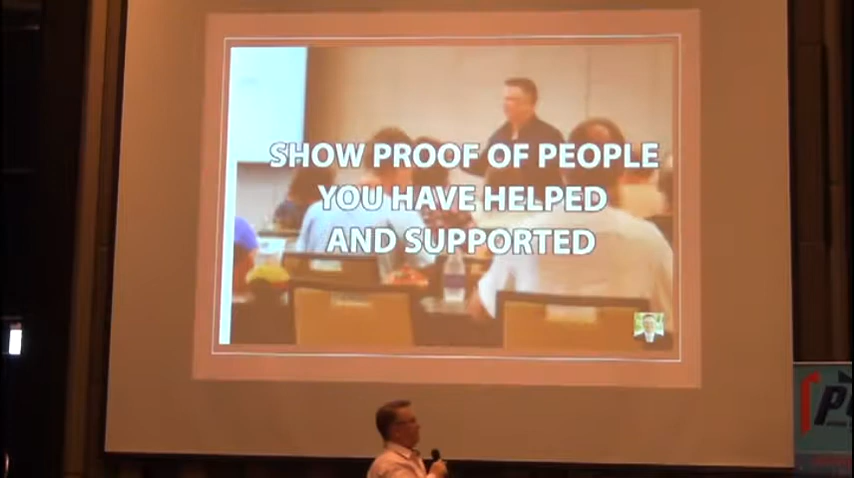 SHOW PROOF OF PEOPLE
YOU HAVE HELPED
AND SUPPORTED